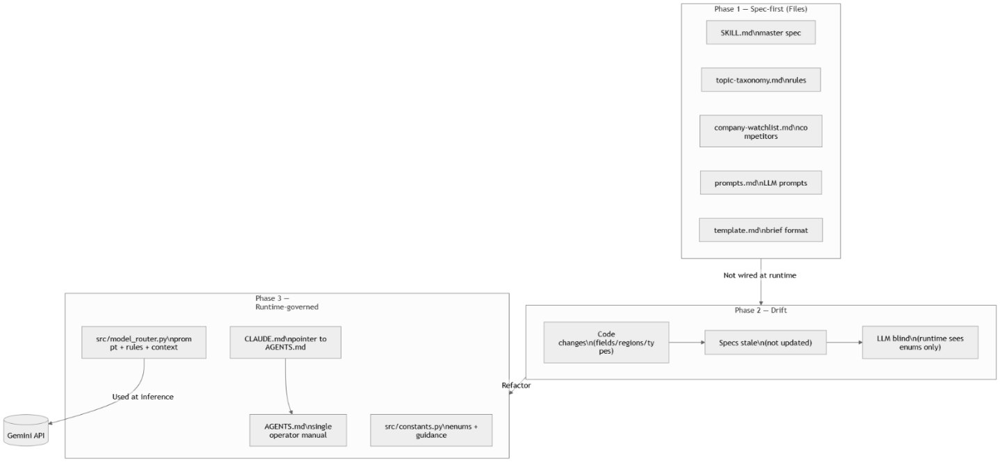 Phase 1 — Spec-first (Files)
SKILL.md\nmaster spec
topic-taxonomy.md\nrules
company-watchlist.md\nco
mpetitors
prompts.md\nLLM prompts
template.md\nbrief format
Not wired at runtime
Phase 2 — Drift
Code
changes\n(fields/regions/ty
pes)
Specs stale\n(not updated)
LLM blind\n(runtime sees
enums only)
Refactor
Phase 3 —
Runtime-governed
src/model_router.py\nprom
pt + rules + context
CLAUDE.md\npointer to
AGENTS.md
Used at inference
AGENTS.md\nsingle
operator manual
src/constants.py\nenums +
guidance
Gemini API